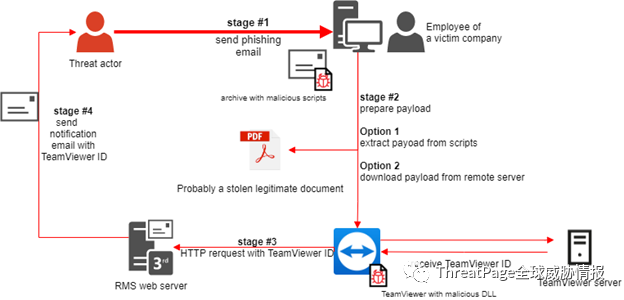 stage #1
send phishing
email
Threat actor
Employee of
a victim company
archive with malicious scripts
stage #2
prepare payload
Option 1
extract payoad from scripts
Option 2
download payload from remote server
PDF
Probably a stolen legitimate document
stage #4
send
notification
email with
TeamViewer ID
stage #3
HTTP request with TeamViewer ID
3rd
RMS web server
TeamViewer ID
TeamViewer with malicious DLL
TeamViewer server
ThreatPage全球威胁情报